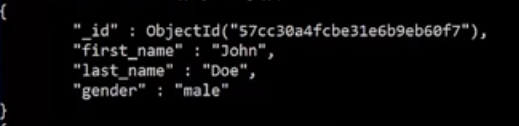 {
"_id" : ObjectId("57cc30a4fcbe31e6b9eb60f7"),
"first_name" : "John",
"last_name" : "Doe",
"gender" : "male"
}